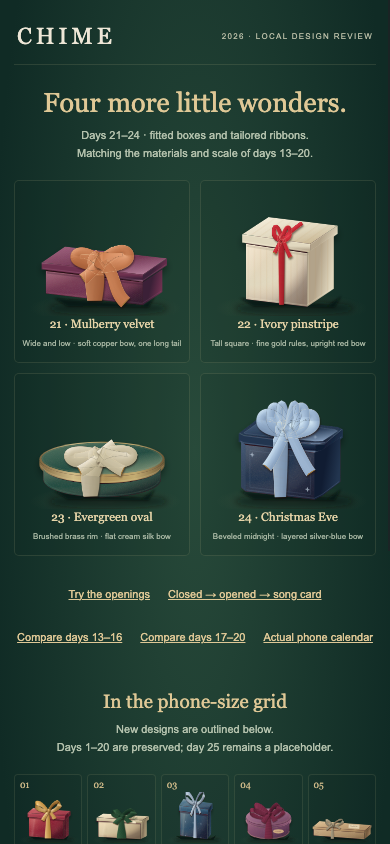 CHIME
2026 · LOCAL DESIGN REVIEW
Four more little wonders.
Days 21–24 · fitted boxes and tailored ribbons.
Matching the materials and scale of days 13–20.
21 · Mulberry velvet
Wide and low · soft copper bow, one long tail
22 · Ivory pinstripe
Tall square · fine gold rules, upright red bow
23 · Evergreen oval
Brushed brass rim · flat cream silk bow
24 · Christmas Eve
Beveled midnight · layered silver-blue bow
Try the openings
Closed → opened → song card
Compare days 13–16
Compare days 17–20
Actual phone calendar
In the phone-size grid
New designs are outlined below.
Days 1–20 are preserved; day 25 remains a placeholder.
01
02
03
04
05